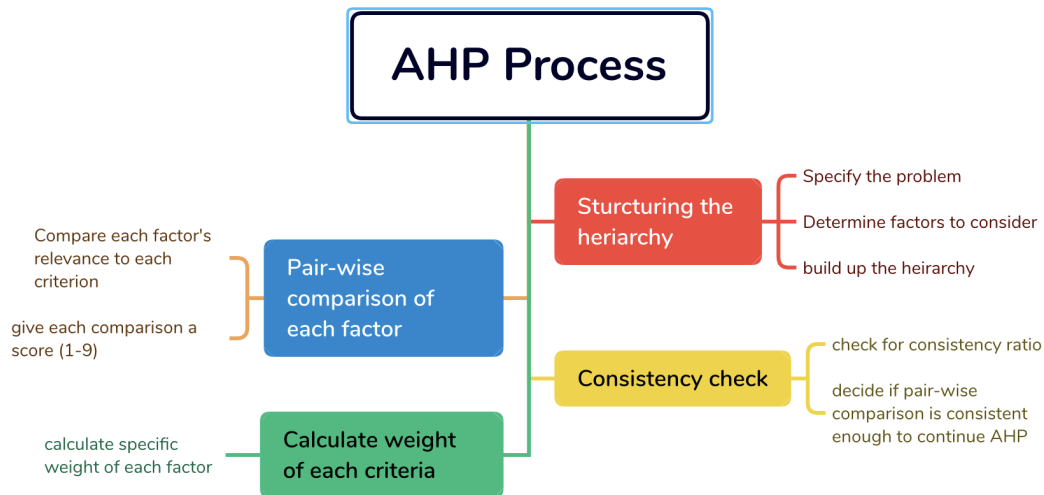 AHP Process
Sturcturing the
heriarchy
Specify the problem
Determine factors to consider
build up the heirarchy
Pair-wise
comparison of
each factor
Compare each factor's
relevance to each
criterion
give each comparison a
score (1-9)
Consistency check
check for consistency ratio
decide if pair-wise
comparison is consistent
enough to continue AHP
Calculate weight
of each criteria
calculate specific
weight of each factor